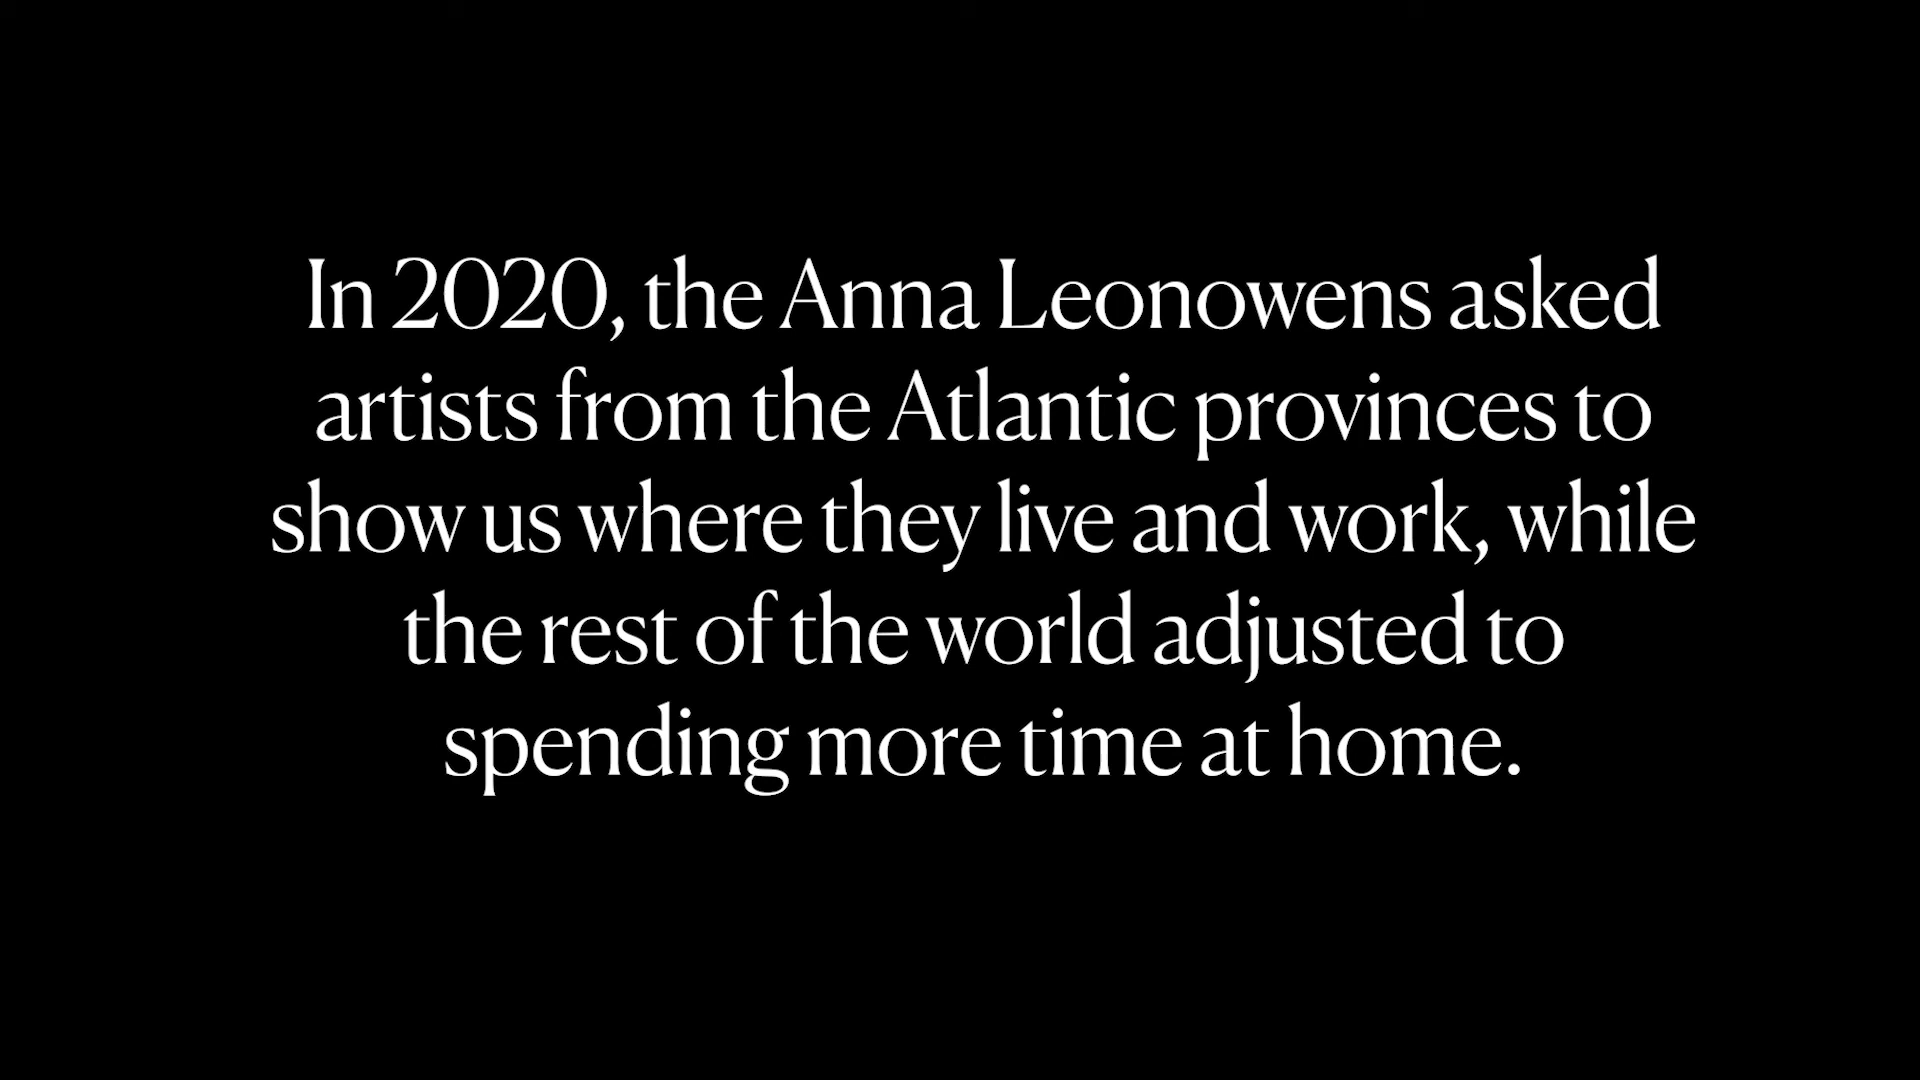 In 2020, the Anna Leonowens asked
artists from the Atlantic provinces to
show us where they live and work, while
the rest of the world adjusted to
spending more time at home.